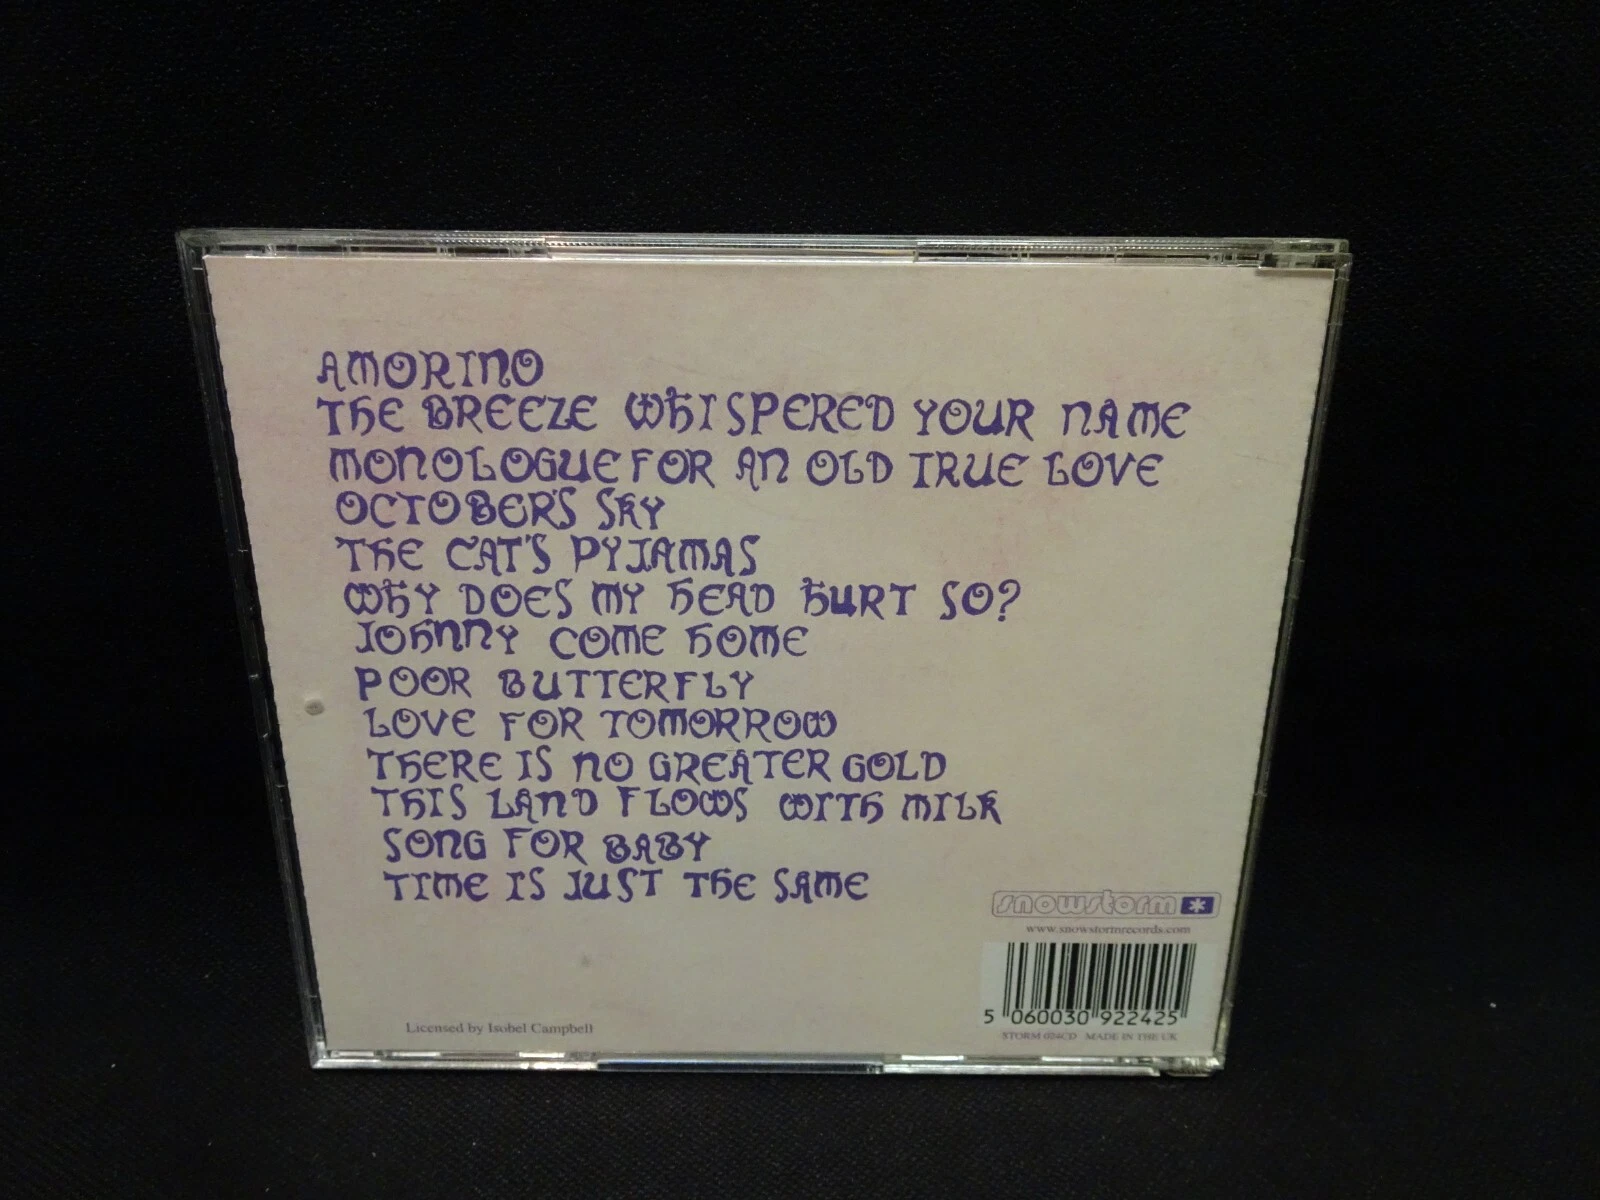 AMORINO
THE BREEZE WHISPERED YOUR NAME
MONOLOGUE FOR AN OLD TRUE LOVE
OCTOBER'S SKY
THE CAT'S PYJAMAS
WHY DOES MY HEAD HURT SO?
JOHNNY COME HOME
POOR BUTTERFLY
LOVE FOR TOMORROW
THERE IS NO GREATER GOLD
THIS LAND FLOWS WITH MILK
SONG FOR BABY
TIME IS JUST THE SAME
snowstorm *
www.snowstormrecords.com
5 060030 922425
Licensed by Isobel Campbell
STORM 024CD MADE IN THE UK